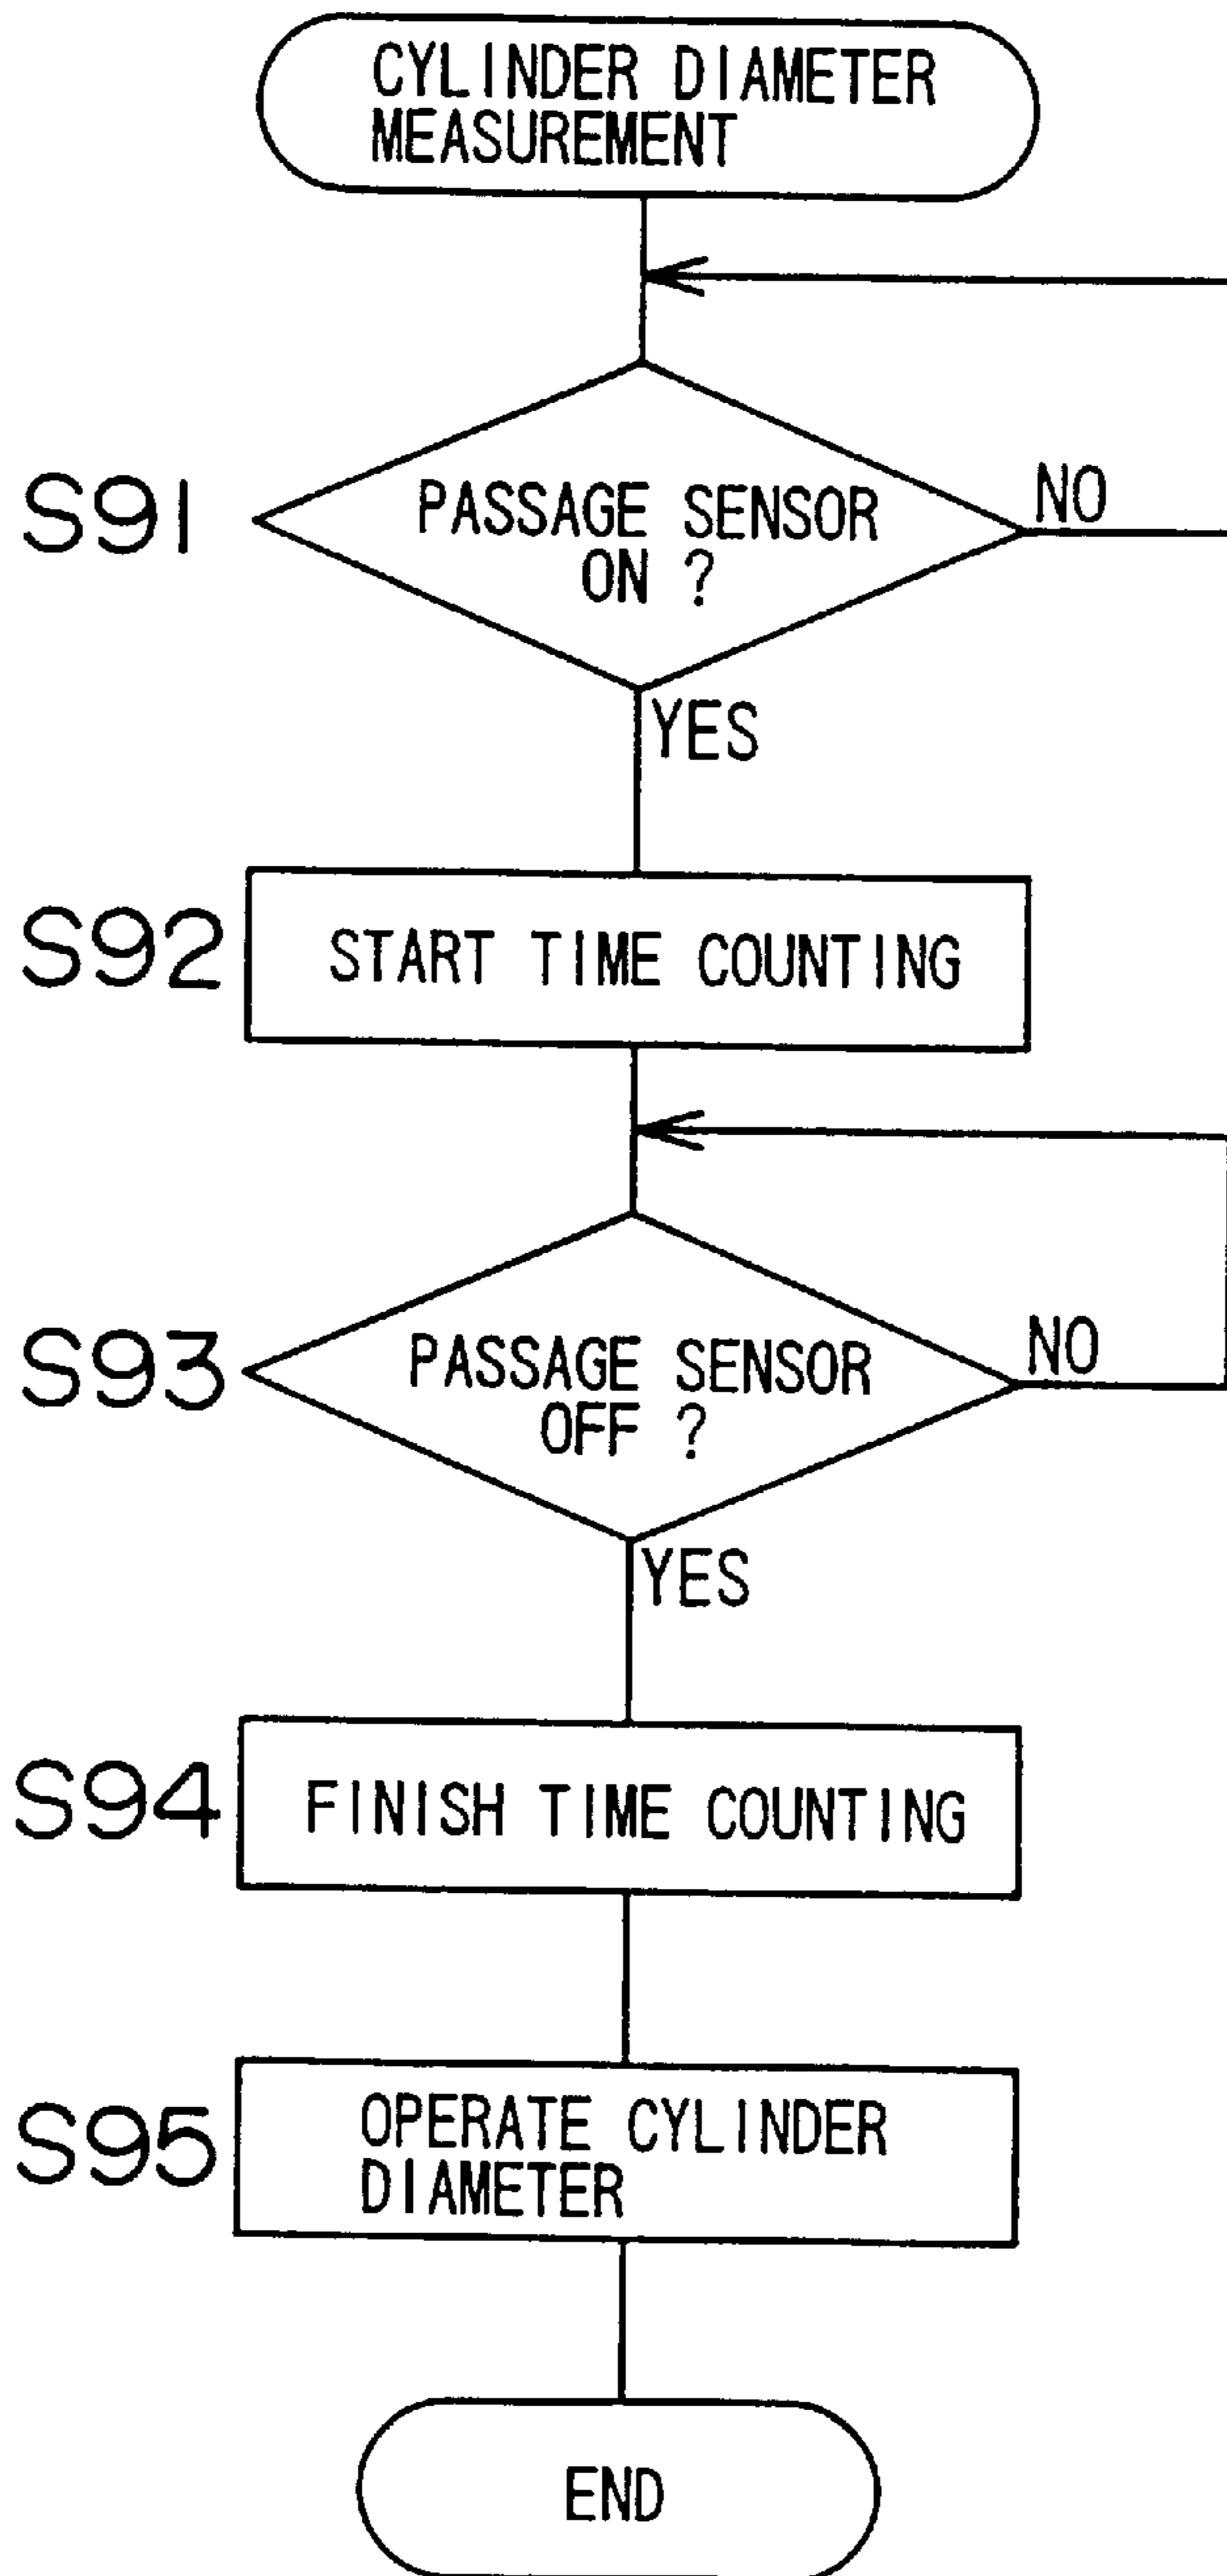 CYLINDER DIAMETER
MEASUREMENT
S91
PASSAGE SENSOR
ON ?
NO
YES
S92
START TIME COUNTING
S93
PASSAGE SENSOR
OFF ?
NO
YES
S94
FINISH TIME COUNTING
S95
OPERATE CYLINDER
DIAMETER
END